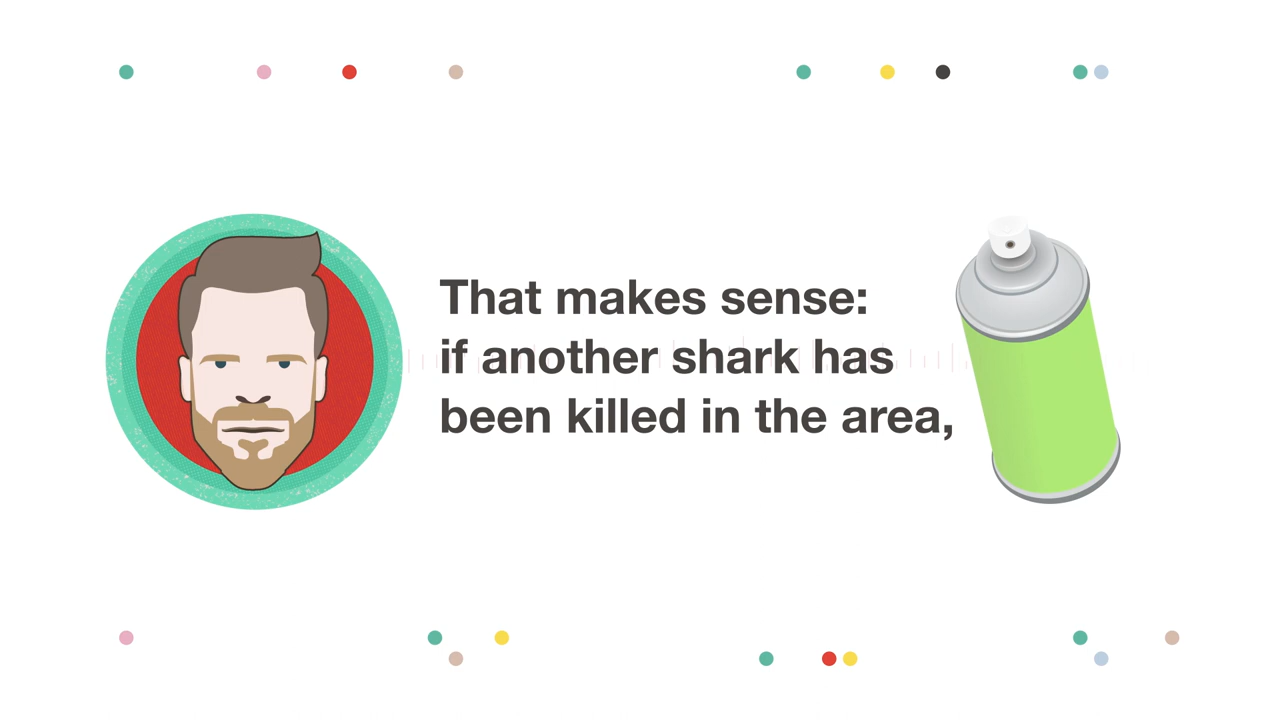 That makes sense:
if another shark has
been killed in the area,